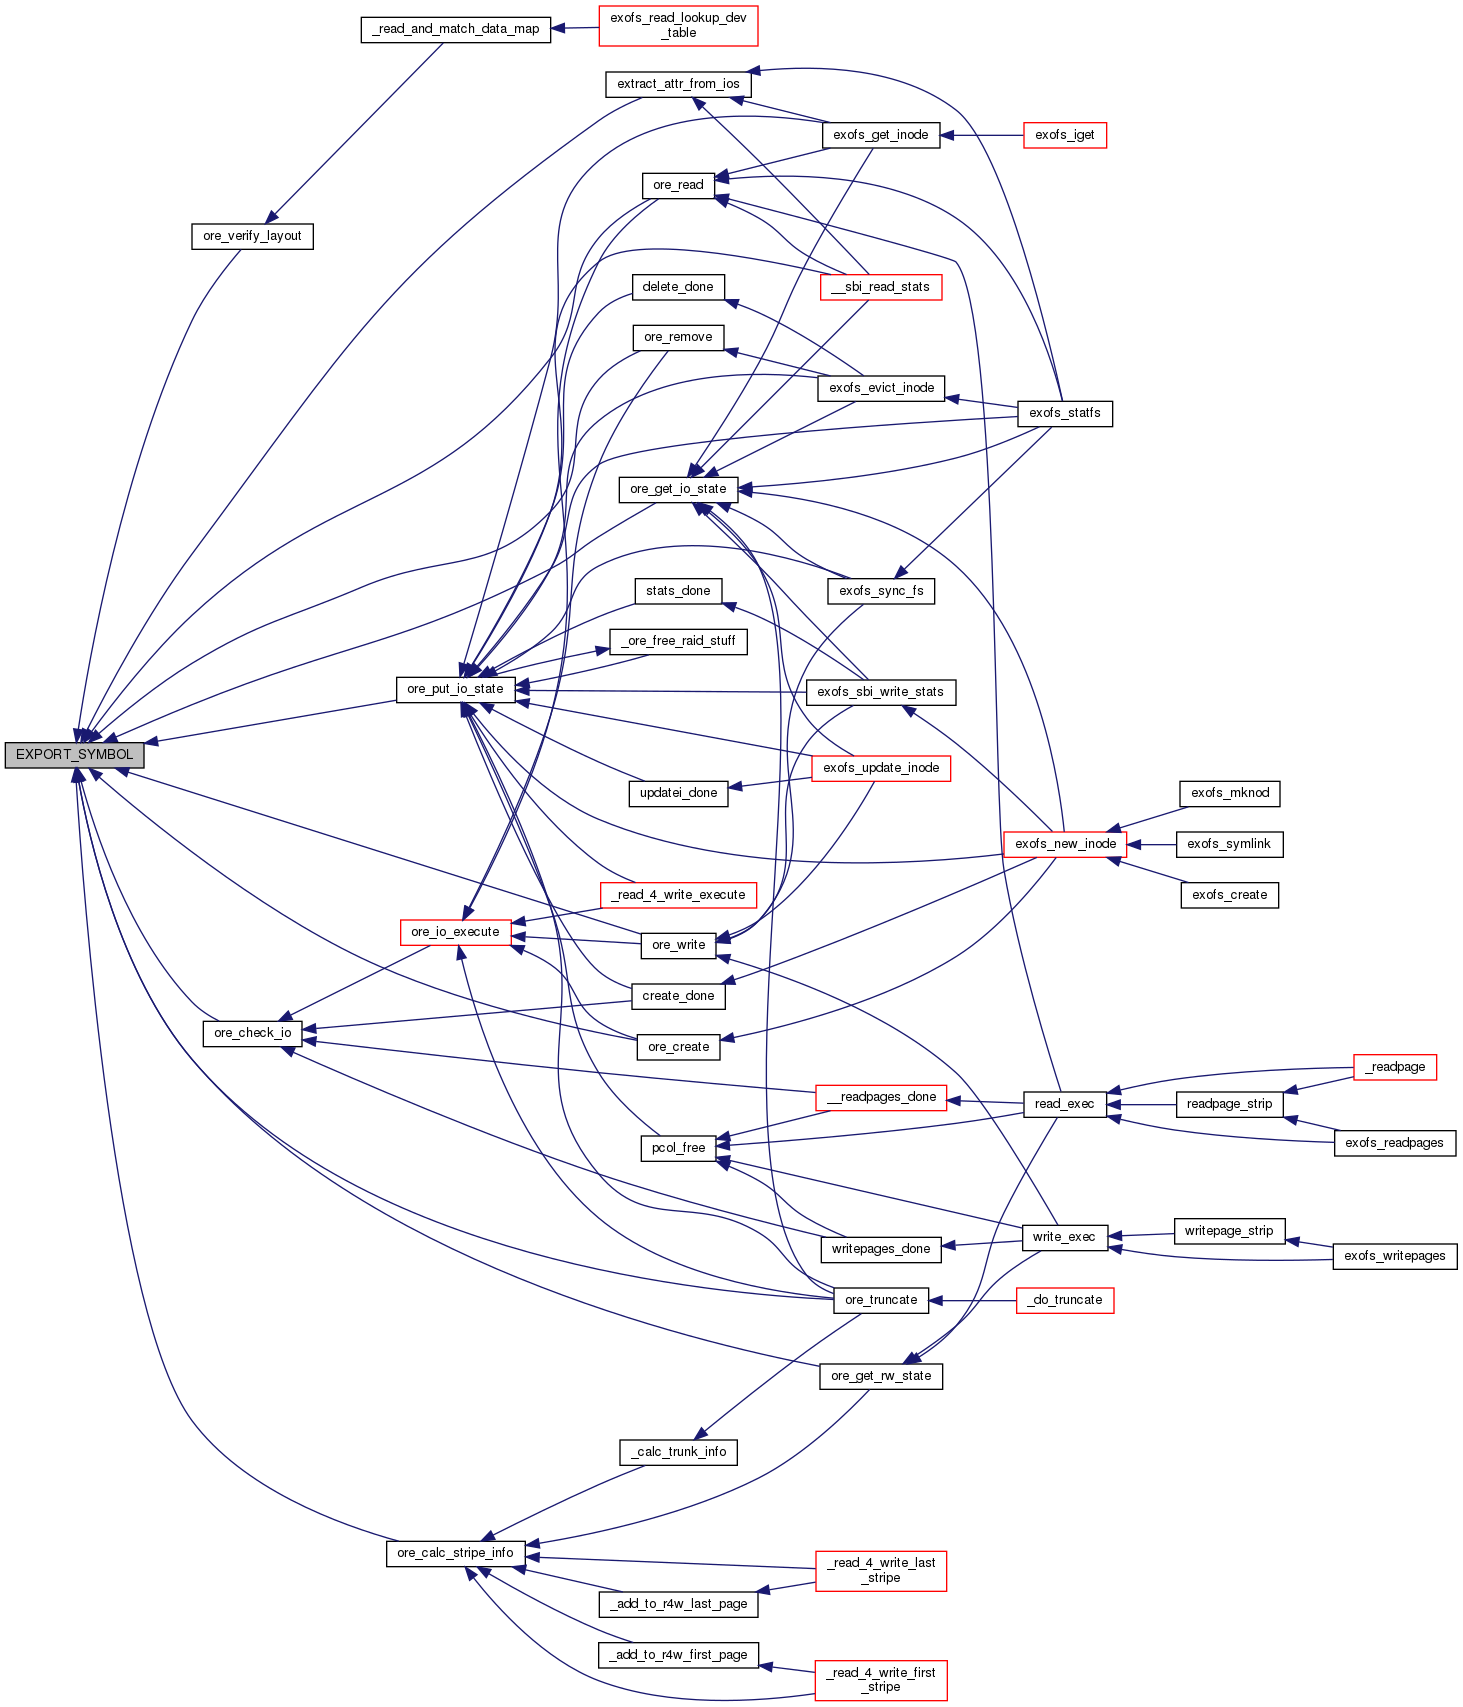 _read_and_match_data_map
exofs_read_lookup_dev
_table
extract_attr_from_ios
exofs_get_inode
exofs_iget
ore_read
ore_verify_layout
delete_done
__sbi_read_stats
ore_remove
exofs_evict_inode
exofs_statfs
ore_get_io_state
stats_done
exofs_sync_fs
_ore_free_raid_stuff
ore_put_io_state
exofs_sbi_write_stats
EXPORT_SYMBOL
exofs_update_inode
updatei_done
exofs_mknod
exofs_new_inode
exofs_symlink
_read_4_write_execute
exofs_create
ore_io_execute
ore_write
create_done
ore_check_io
ore_create
_readpage
__readpages_done
read_exec
readpage_strip
pcol_free
exofs_readpages
writepage_strip
write_exec
writepages_done
exofs_writepages
ore_truncate
_do_truncate
ore_get_rw_state
_calc_trunk_info
ore_calc_stripe_info
_read_4_write_last
_stripe
_add_to_r4w_last_page
_add_to_r4w_first_page
_read_4_write_first
_stripe